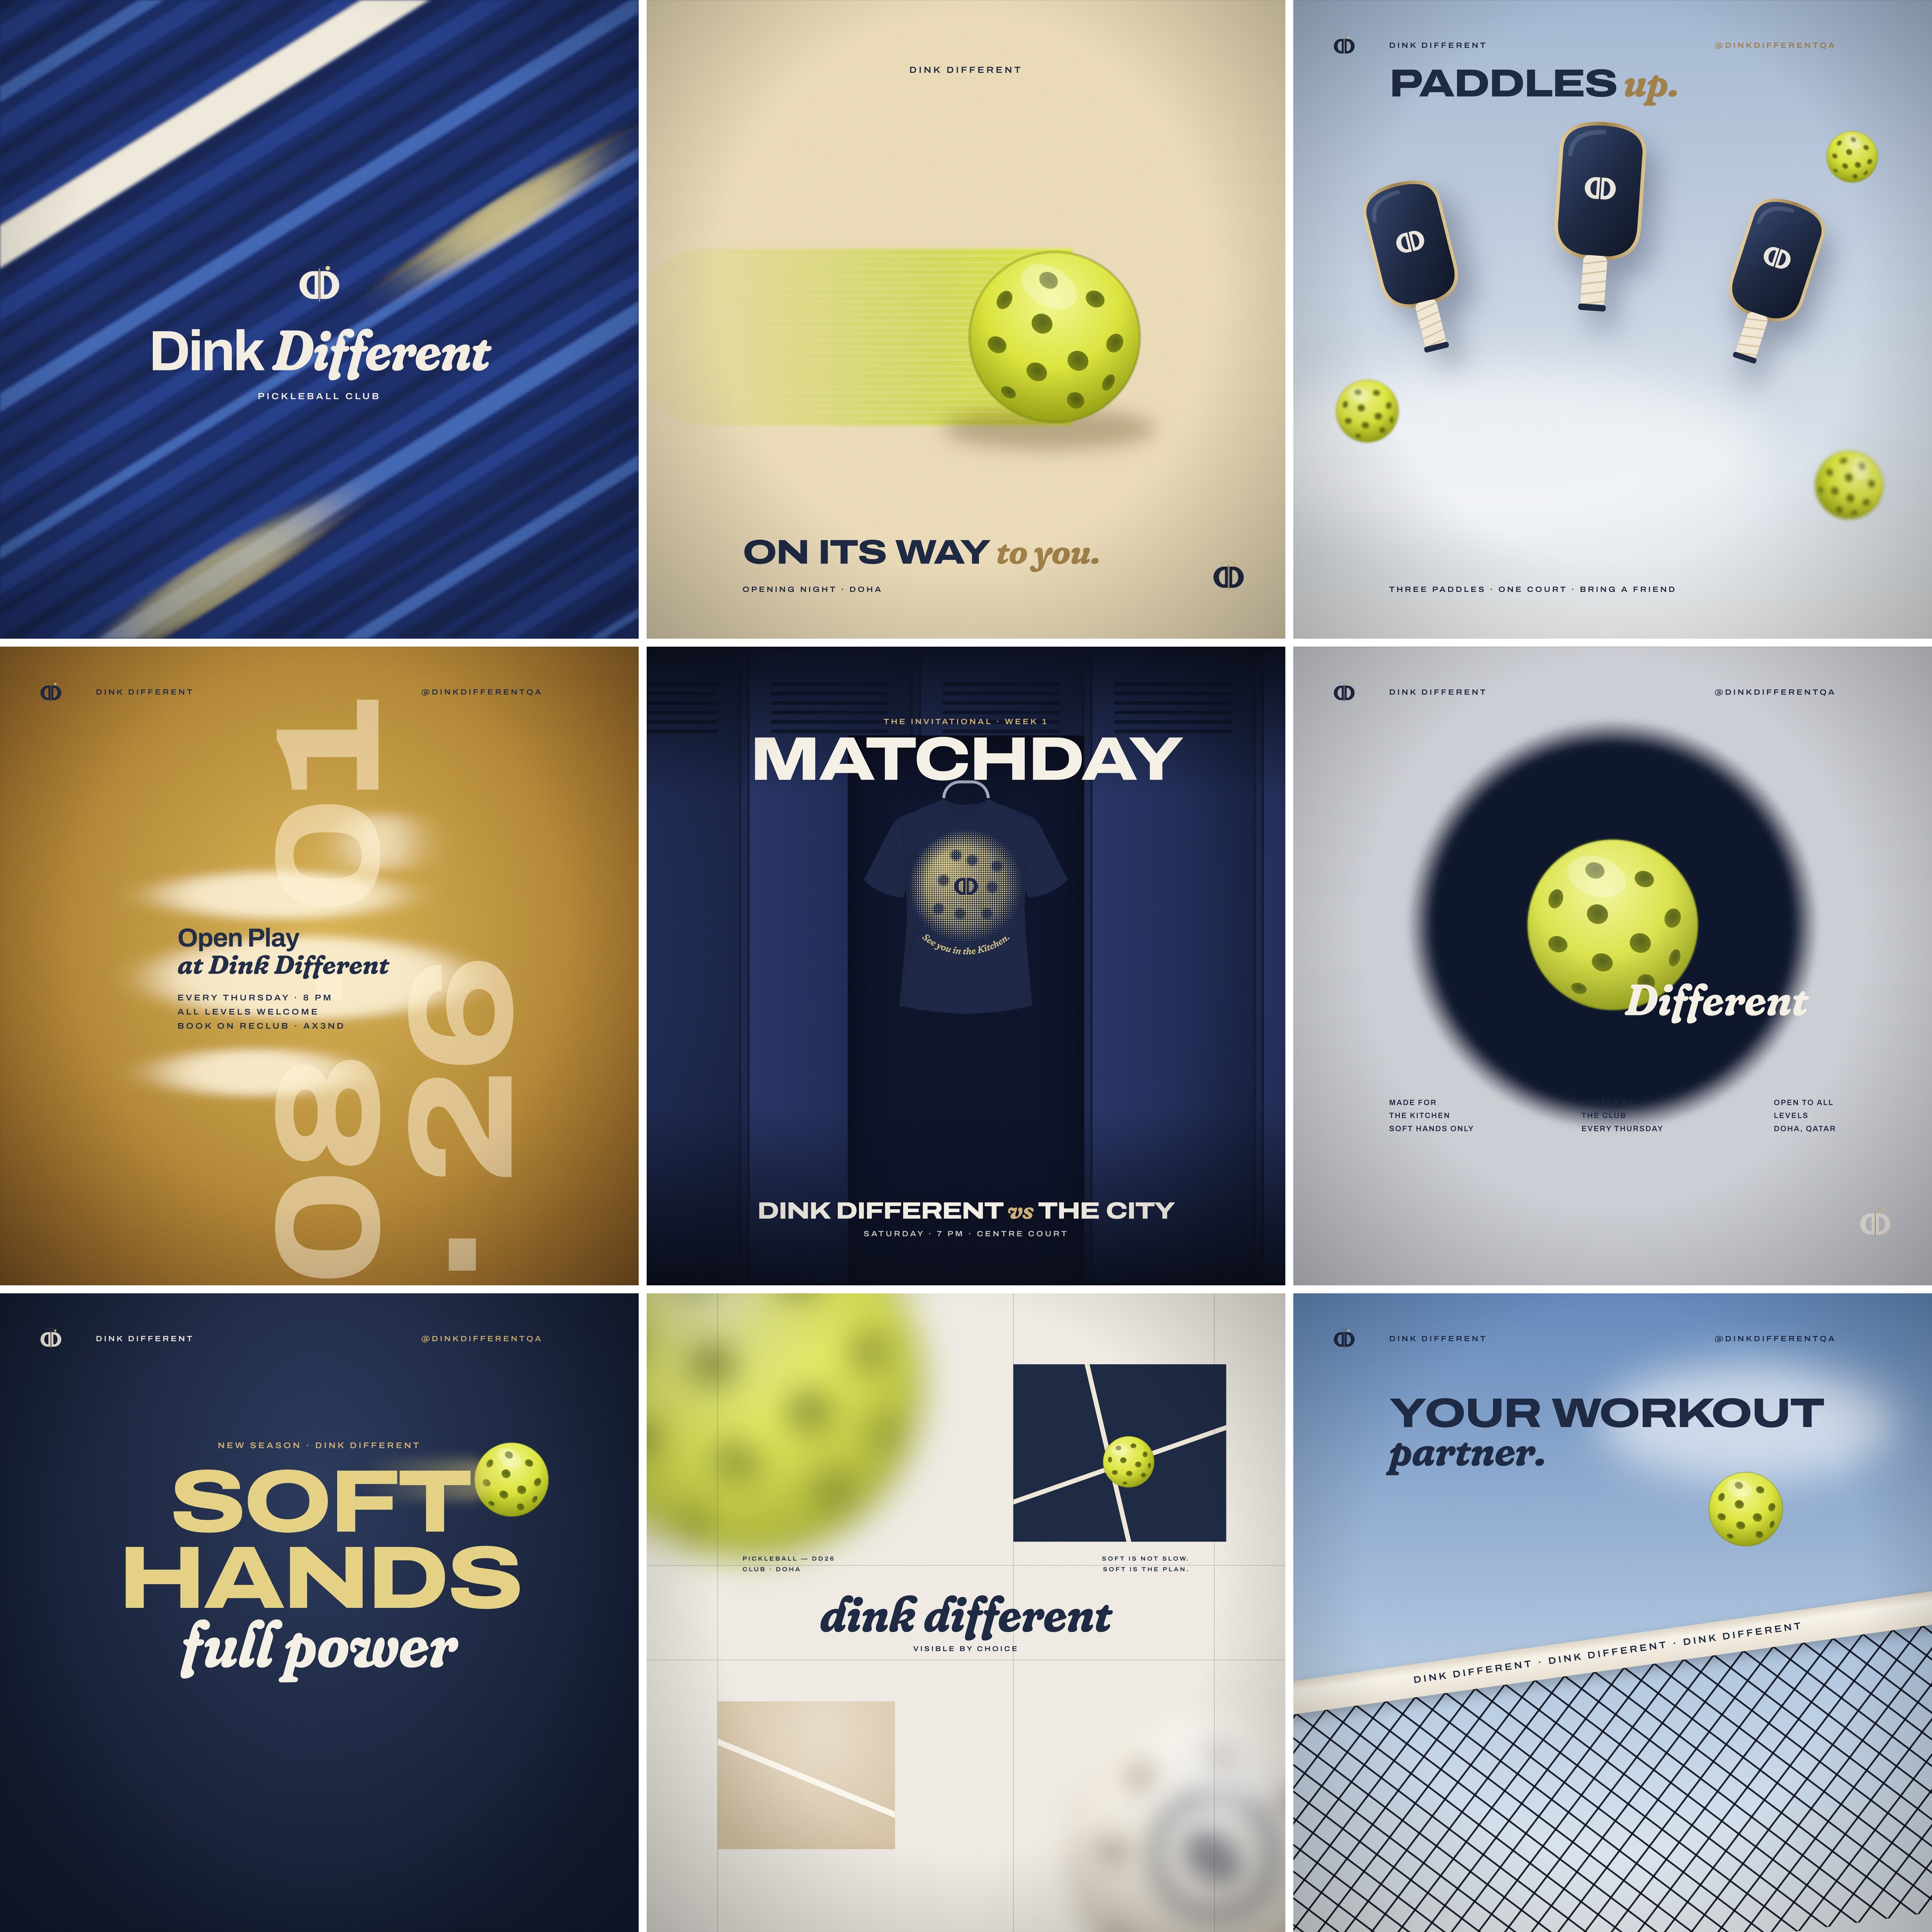 Dink Different
PICKLEBALL CLUB
DINK DIFFERENT
ON ITS WAY to you.
OPENING NIGHT · DOHA
DINK DIFFERENT
@DINKDIFFERENTQA
PADDLES up.
THREE PADDLES · ONE COURT · BRING A FRIEND
DINK DIFFERENT
@DINKDIFFERENTQA
08.01
.26
Open Play
at Dink Different
EVERY THURSDAY · 8 PM
ALL LEVELS WELCOME
BOOK ON RECLUB · AX3ND
THE INVITATIONAL · WEEK 1
MATCHDAY
See you in the Kitchen.
DINK DIFFERENT vs THE CITY
SATURDAY · 7 PM · CENTRE COURT
DINK DIFFERENT
@DINKDIFFERENTQA
Different
MADE FOR
THE KITCHEN
SOFT HANDS ONLY
HOSTED BY
THE CLUB
EVERY THURSDAY
OPEN TO ALL
LEVELS
DOHA, QATAR
DINK DIFFERENT
@DINKDIFFERENTQA
NEW SEASON · DINK DIFFERENT
SOFT
HANDS
full power
PICKLEBALL — DD26
CLUB · DOHA
SOFT IS NOT SLOW.
SOFT IS THE PLAN.
dink different
VISIBLE BY CHOICE
DINK DIFFERENT
@DINKDIFFERENTQA
YOUR WORKOUT
partner.
DINK DIFFERENT · DINK DIFFERENT · DINK DIFFERENT